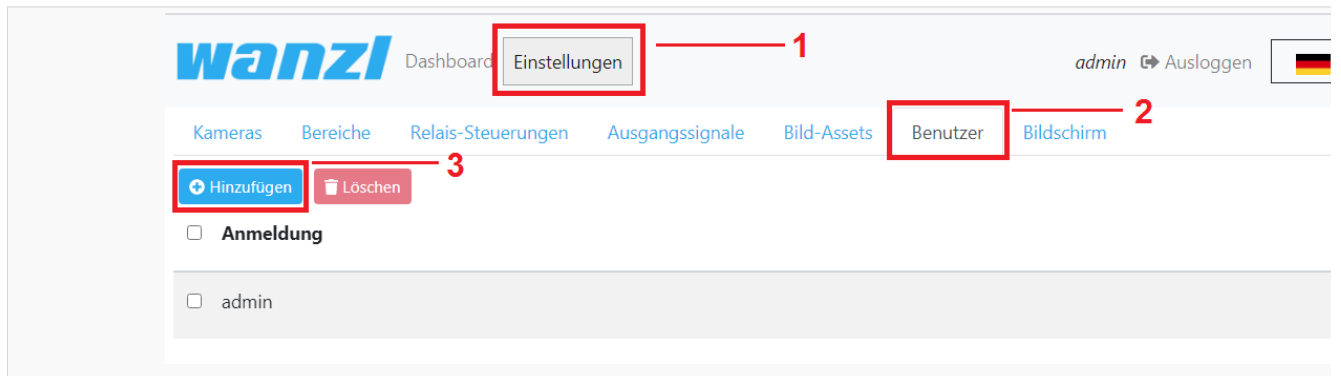 wanzl Dashboard Einstellungen 1 admin Ausloggen
Kameras Bereiche Relais-Steuerungen Ausgangssignale Bild-Assets Benutzer Bildschirm 2
Hinzufügen Löschen 3
Anmeldung
admin